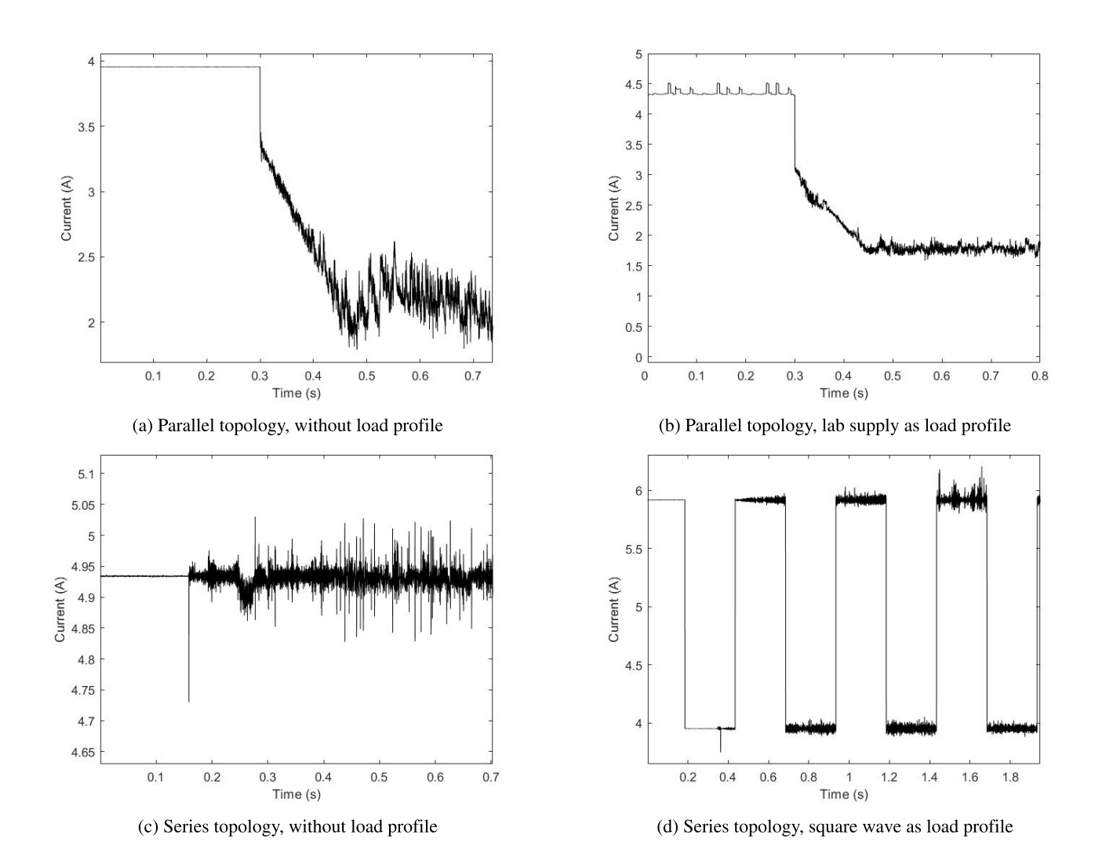 4
3.5
3
2.5
2
Current (A)
0.1 0.2 0.3 0.4 0.5 0.6 0.7
Time (s)
(a) Parallel topology, without load profile
5
4.5
4
3.5
3
2.5
2
1.5
1
0.5
0
Current (A)
0 0.1 0.2 0.3 0.4 0.5 0.6 0.7 0.8
Time (s)
(b) Parallel topology, lab supply as load profile
5.1
5.05
5
4.95
4.9
4.85
4.8
4.75
4.7
4.65
Current (A)
0.1 0.2 0.3 0.4 0.5 0.6 0.7
Time (s)
(c) Series topology, without load profile
6
5.5
5
4.5
4
Current (A)
0.2 0.4 0.6 0.8 1 1.2 1.4 1.6 1.8
Time (s)
(d) Series topology, square wave as load profile